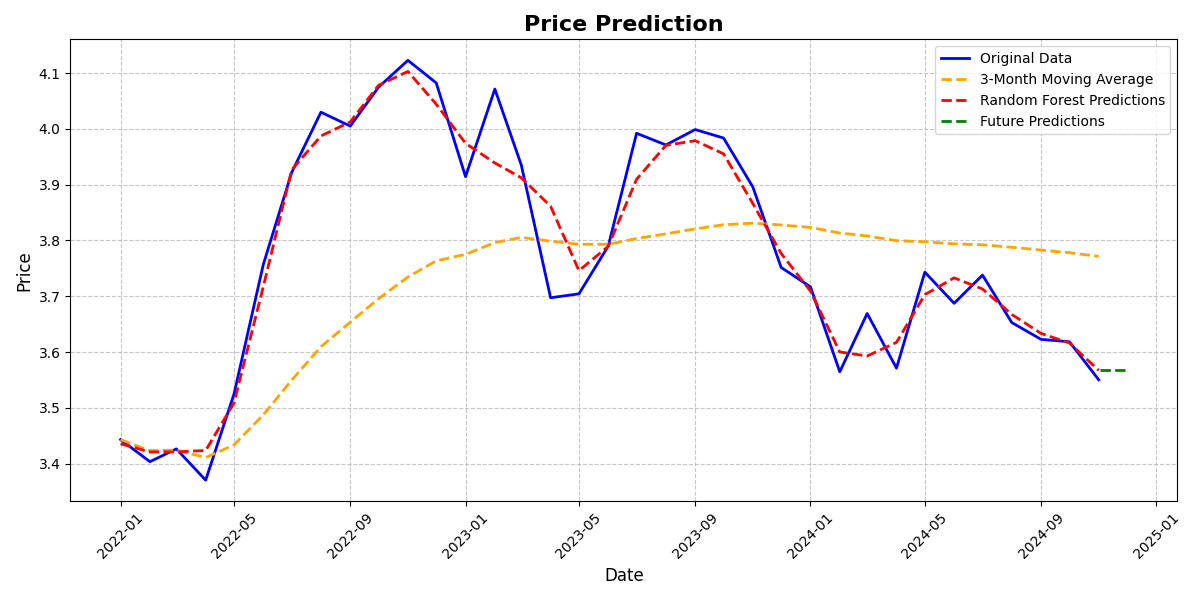 Price Prediction
Original Data
3-Month Moving Average
Random Forest Predictions
Future Predictions
Price
4.1
4.0
3.9
3.8
3.7
3.6
3.5
3.4
2022-01
2022-05
2022-09
2023-01
2023-05
2023-09
2024-01
2024-05
2024-09
2025-01
Date